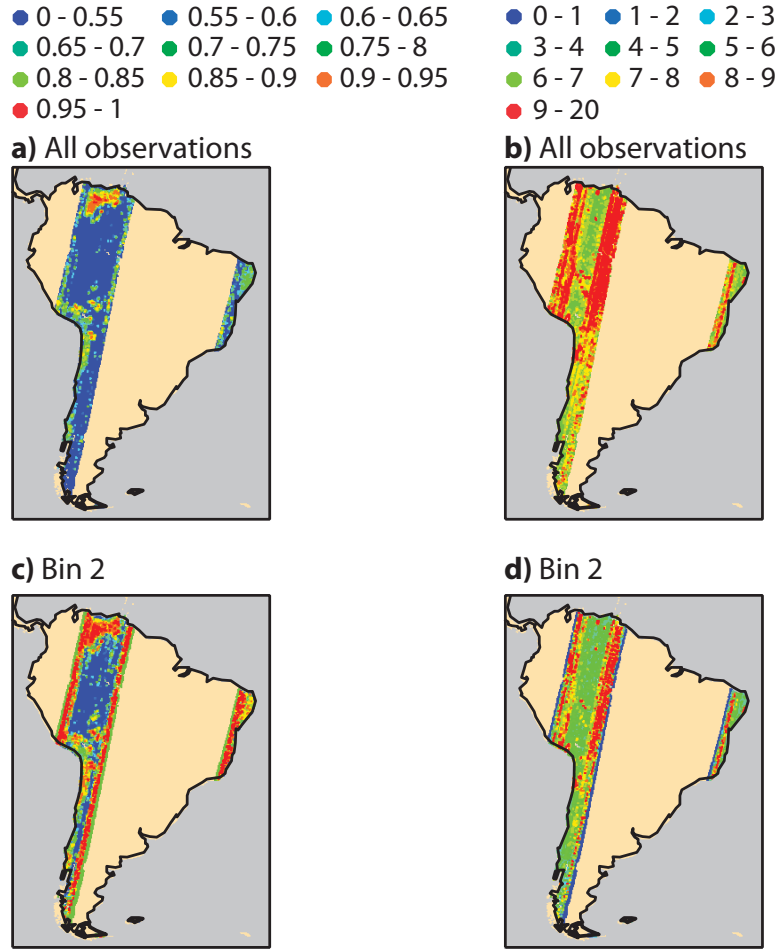 0 - 0.55 0.55 - 0.6 0.6 - 0.65
0.65 - 0.7 0.7 - 0.75 0.75 - 8
0.8 - 0.85 0.85 - 0.9 0.9 - 0.95
0.95 - 1
0 - 1 1 - 2 2 - 3
3 - 4 4 - 5 5 - 6
6 - 7 7 - 8 8 - 9
9 - 20
a) All observations
b) All observations
c) Bin 2
d) Bin 2